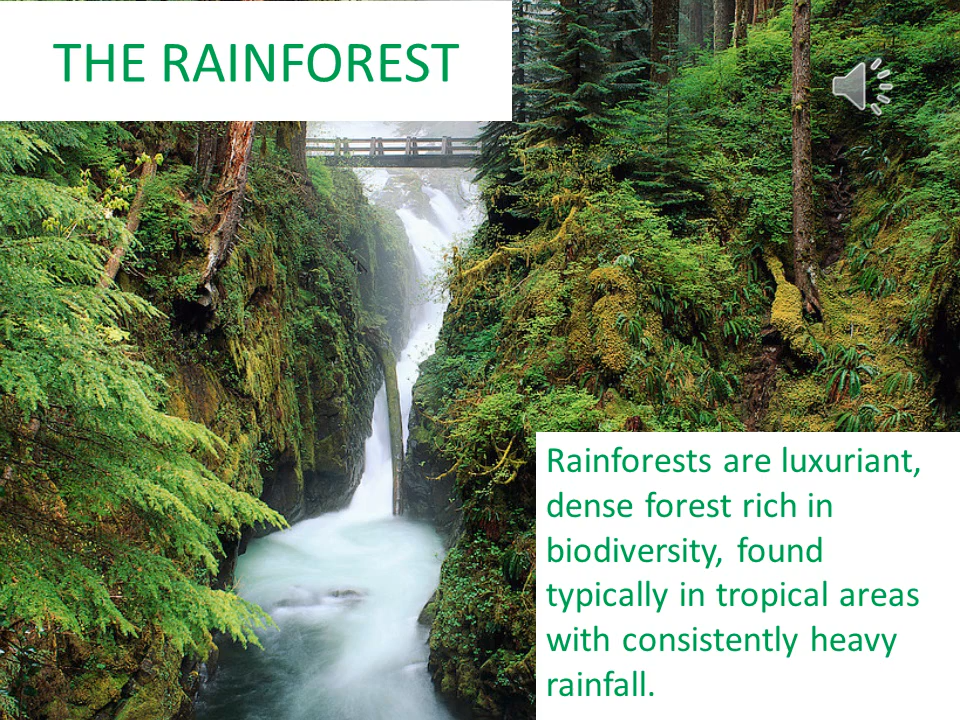 THE RAINFOREST
Rainforests are luxuriant,
dense forest rich in
biodiversity, found
typically in tropical areas
with consistently heavy
rainfall.